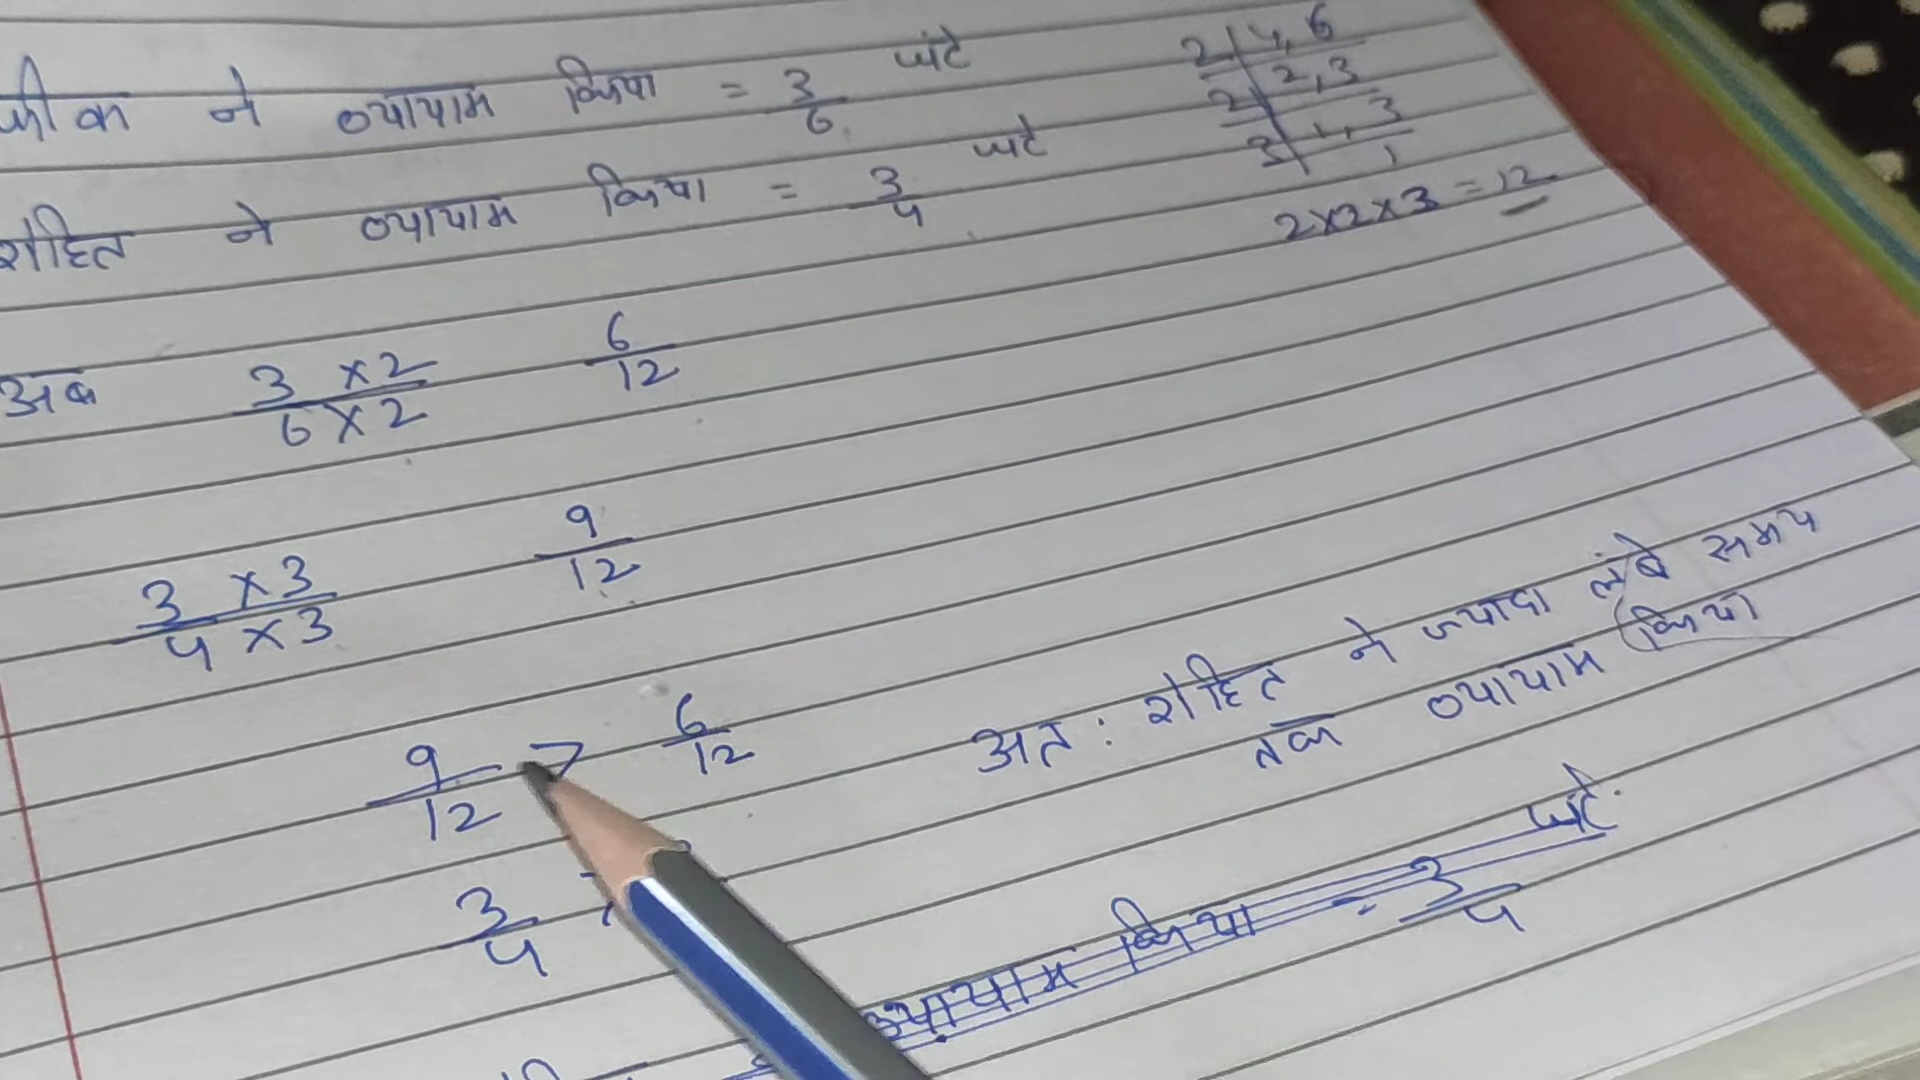 ने व्यायाम किया = 3/6 घंटे
रोहित ने व्यायाम किया = 3/4 घंटे
2 | 4, 6
2 | 2, 3
3 | 1, 3
1
2×2×3 = 12
अब 3×2/6×2 6/12
3×3/4×3 9/12
9/12 > 6/12
3/4
अत: रोहित ने ज्यादा लंबे समय
तक व्यायाम किया
व्यायाम किया = 3/4 घंटे